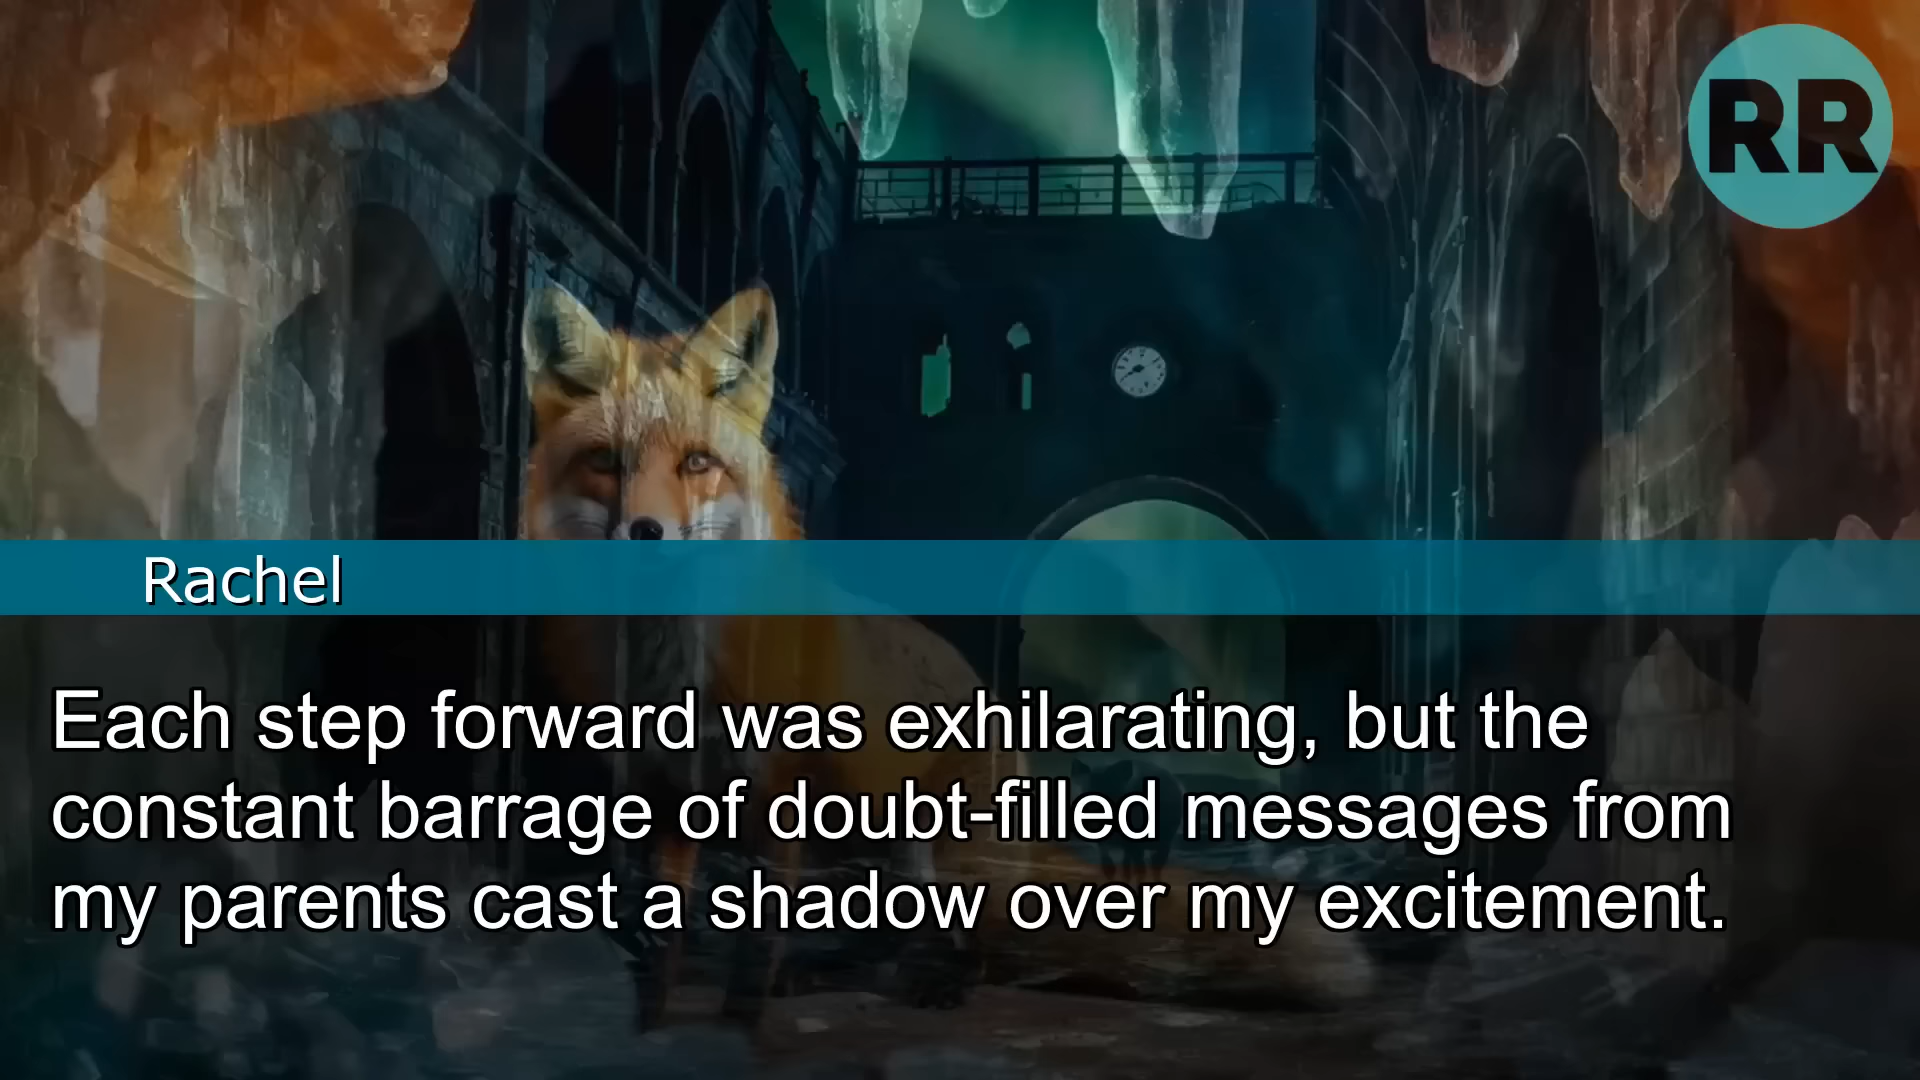 RR
Rachel
Each step forward was exhilarating, but the
constant barrage of doubt-filled messages from
my parents cast a shadow over my excitement.